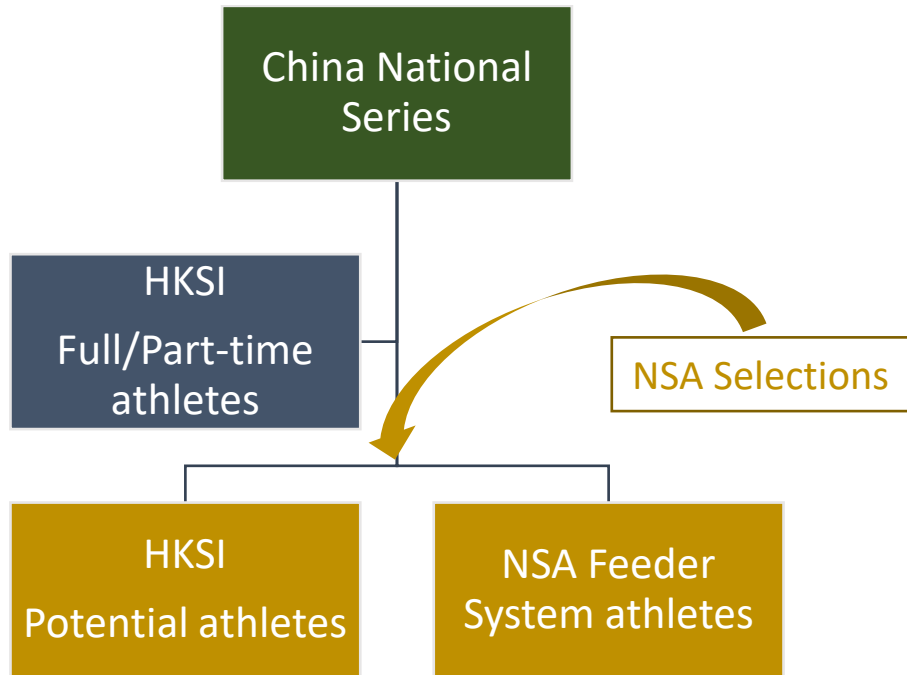 China National
Series
HKSI
Full/Part-time
athletes
NSA Selections
HKSI
Potential athletes
NSA Feeder
System athletes